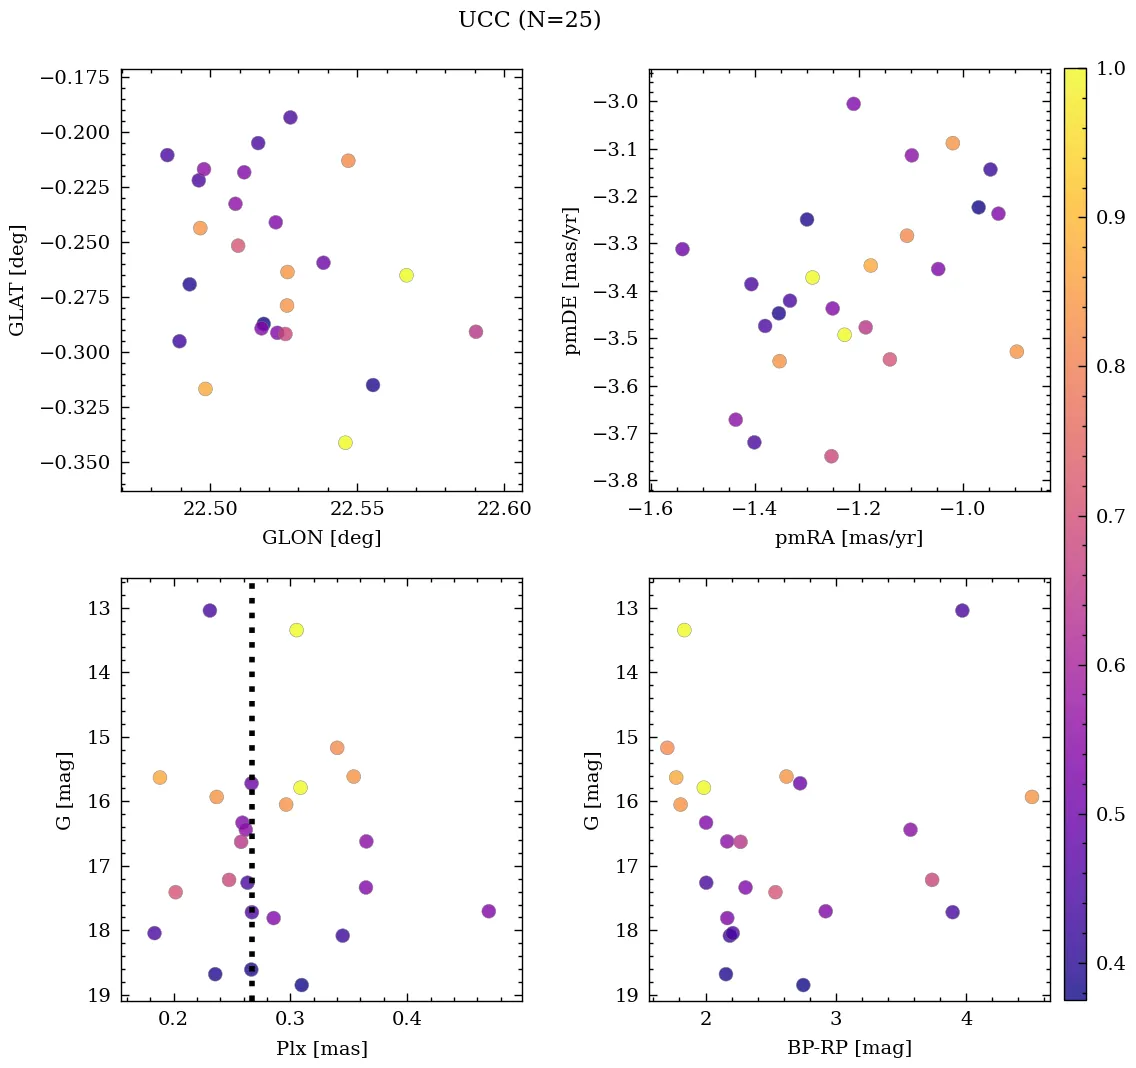 UCC (N=25)
−0.175
−0.200
−0.225
−0.250
−0.275
−0.300
−0.325
−0.350
GLAT [deg]
22.50 22.55 22.60
GLON [deg]
−3.0
−3.1
−3.2
−3.3
−3.4
−3.5
−3.6
−3.7
−3.8
pmDE [mas/yr]
−1.6 −1.4 −1.2 −1.0
pmRA [mas/yr]
13
14
15
16
17
18
19
G [mag]
0.2 0.3 0.4
Plx [mas]
13
14
15
16
17
18
19
G [mag]
2 3 4
BP-RP [mag]
1.0
0.9
0.8
0.7
0.6
0.5
0.4